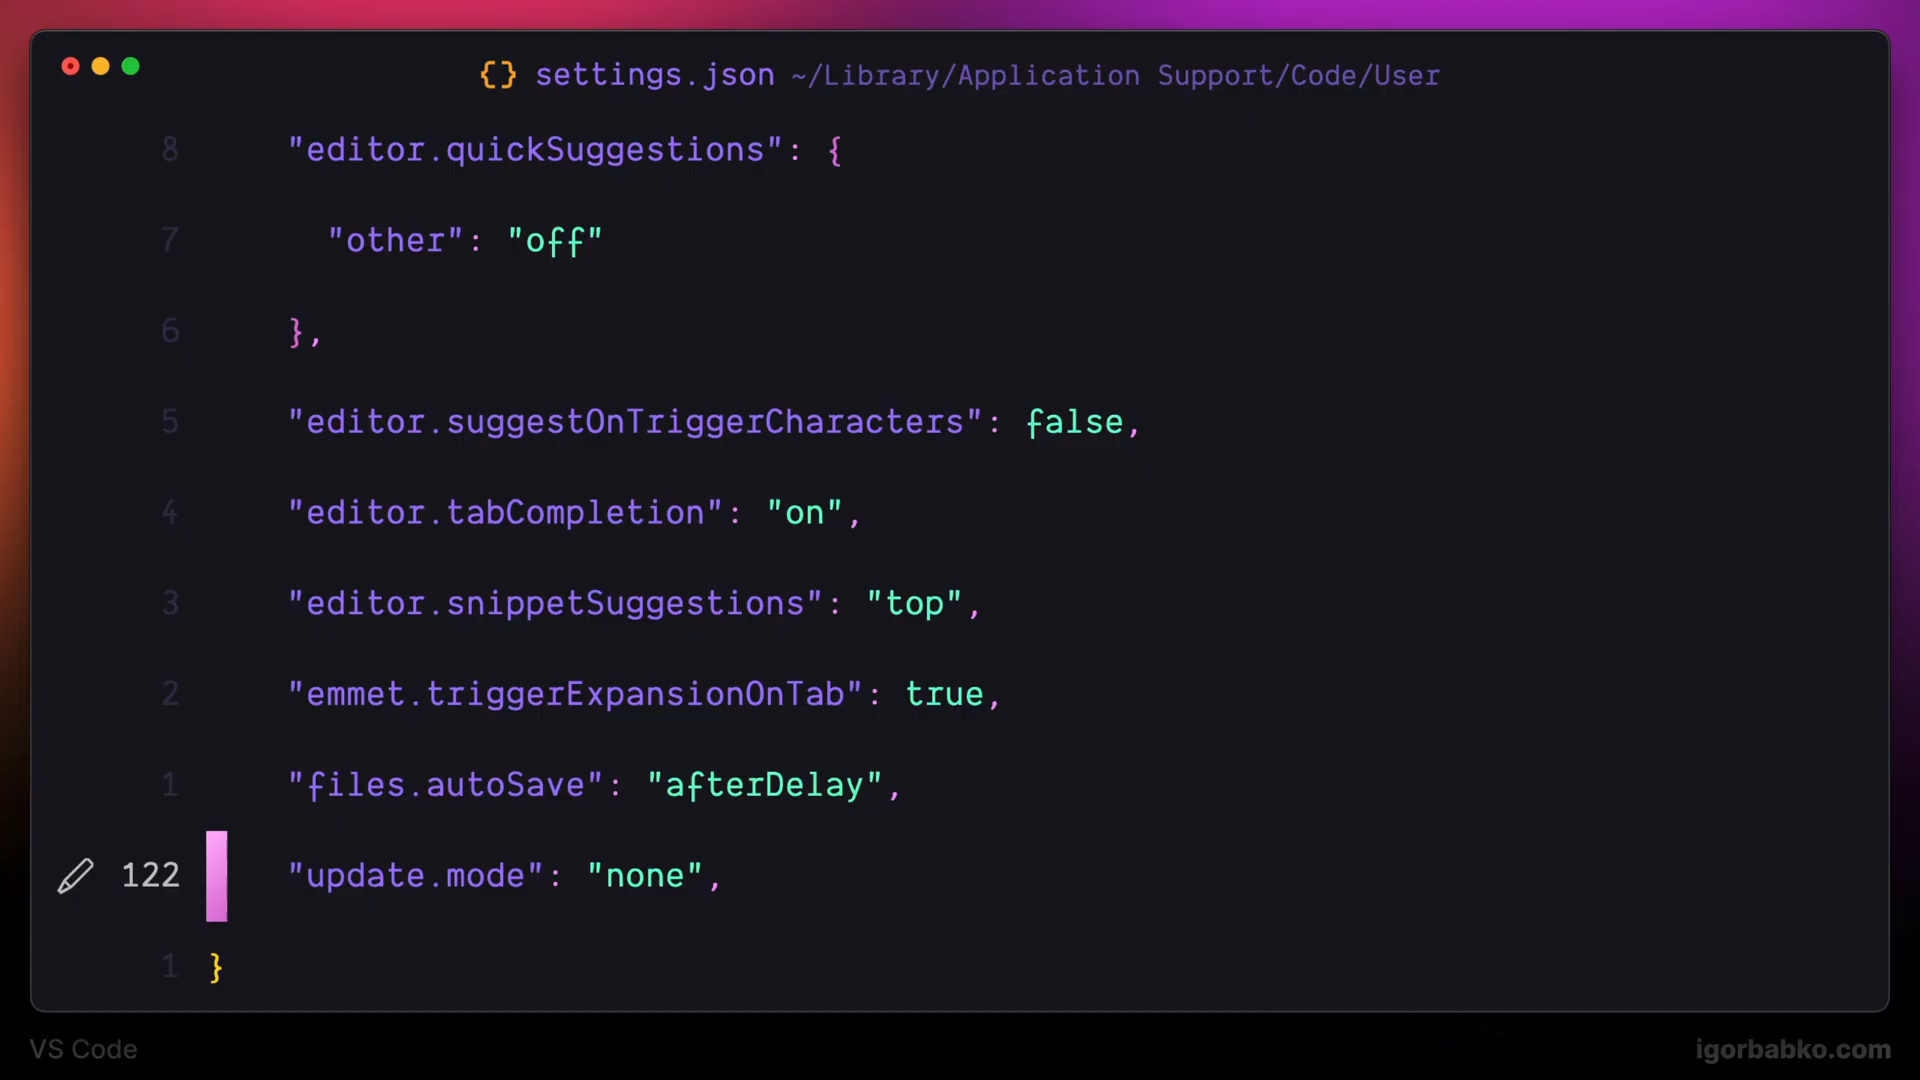 {} settings.json ~/Library/Application Support/Code/User
8 "editor.quickSuggestions": {
7 "other": "off"
6 },
5 "editor.suggestOnTriggerCharacters": false,
4 "editor.tabCompletion": "on",
3 "editor.snippetSuggestions": "top",
2 "emmet.triggerExpansionOnTab": true,
1 "files.autoSave": "afterDelay",
122 "update.mode": "none",
1 }
VS Code
igorbabko.com